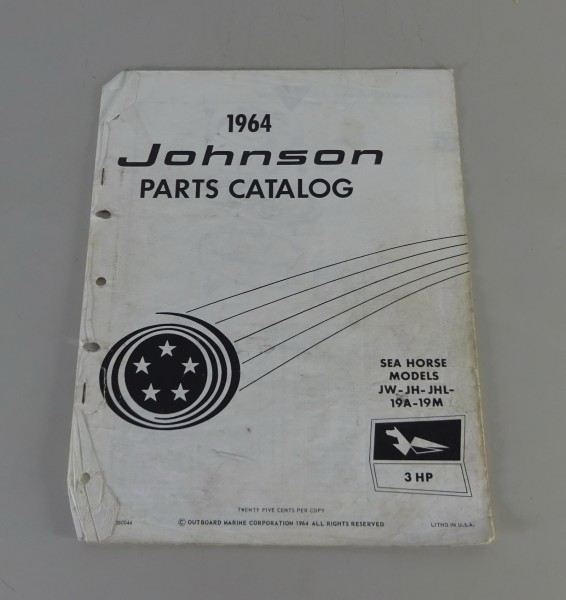 1964
Johnson
PARTS CATALOG
SEA HORSE
MODELS
JW-JH-JHL-
19A-19M
3 HP
TWENTY FIVE CENTS PER COPY
© OUTBOARD MARINE CORPORATION 1964 ALL RIGHTS RESERVED
LITHO IN U.S.A.